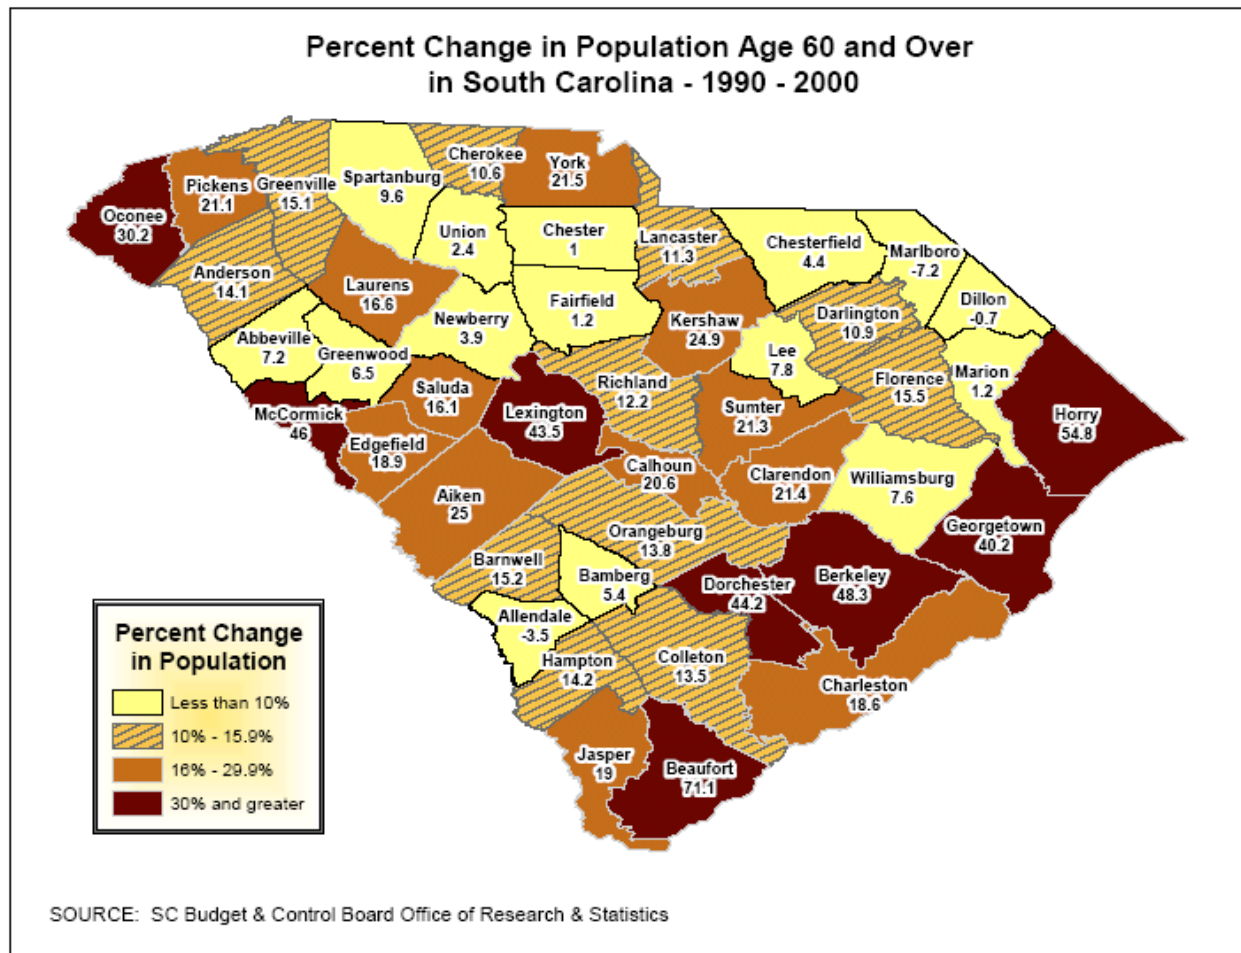 Percent Change in Population Age 60 and Over
in South Carolina - 1990 - 2000
Cherokee
10.6
York
21.5
Pickens
21.1
Greenville
15.1
Spartanburg
9.6
Oconee
30.2
Union
2.4
Chester
1
Lancaster
11.3
Chesterfield
4.4
Marlboro
-7.2
Anderson
14.1
Laurens
16.6
Newberry
3.9
Fairfield
1.2
Kershaw
24.9
Darlington
10.9
Dillon
-0.7
Abbeville
7.2
Greenwood
6.5
Lee
7.8
Saluda
16.1
Richland
12.2
Florence
15.5
Marion
1.2
McCormick
46
Lexington
43.5
Sumter
21.3
Horry
54.8
Edgefield
18.9
Calhoun
20.6
Clarendon
21.4
Williamsburg
7.6
Aiken
25
Orangeburg
13.8
Georgetown
40.2
Barnwell
15.2
Bamberg
5.4
Dorchester
44.2
Berkeley
48.3
Allendale
-3.5
Hampton
14.2
Colleton
13.5
Charleston
18.6
Jasper
19
Beaufort
71.1
Percent Change
in Population
Less than 10%
10% - 15.9%
16% - 29.9%
30% and greater
SOURCE: SC Budget & Control Board Office of Research & Statistics